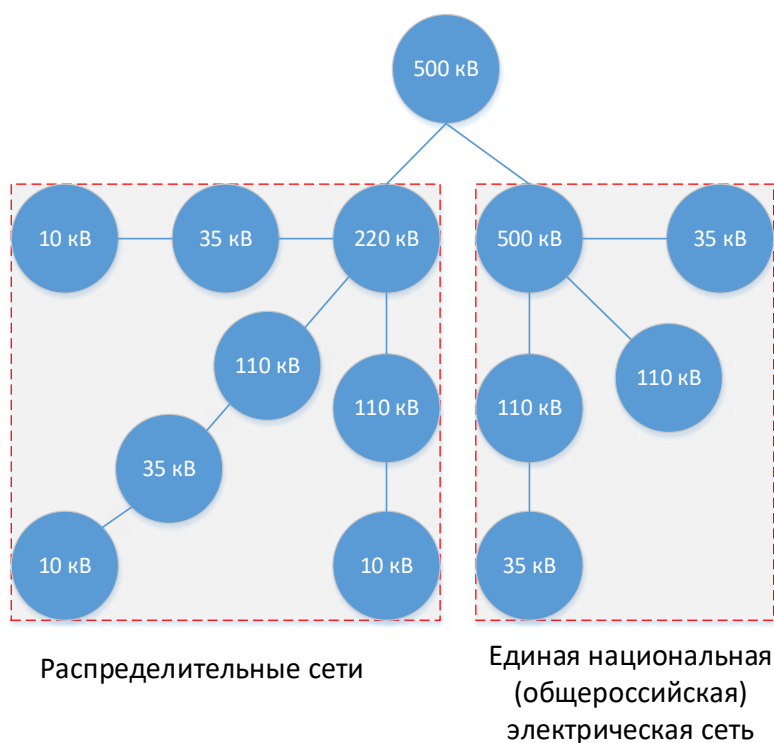 500 кВ
10 кВ
35 кВ
220 кВ
500 кВ
35 кВ
110 кВ
110 кВ
110 кВ
110 кВ
35 кВ
10 кВ
10 кВ
35 кВ
Распределительные сети
Единая национальная
(общероссийская)
электрическая сеть